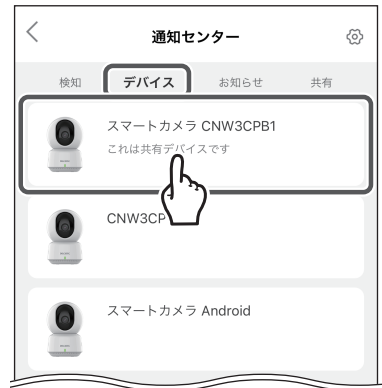 通知センター
検知 デバイス お知らせ 共有
スマートカメラ CNW3CPB1
これは共有デバイスです
CNW3CP
スマートカメラ Android